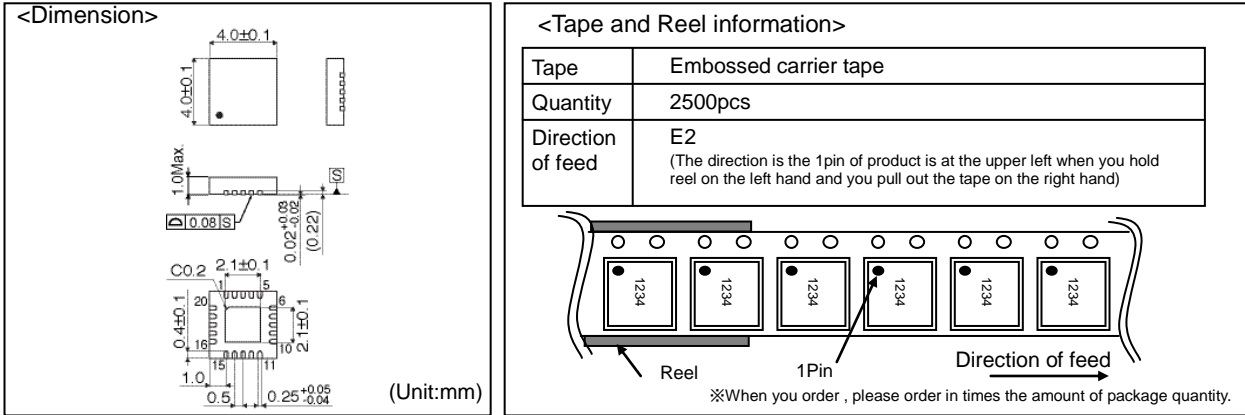 <Dimension>
4.0±0.1
4.0±0.1
1.0Max.
S
D 0.08 S
0.02+0.03-0.02
(0.22)
C0.2
2.1±0.1
1
5
20
6
0.4±0.1
2.1±0.1
16
10
15
11
1.0
0.5
0.25+0.05-0.04
(Unit:mm)
<Tape and Reel information>
Tape Embossed carrier tape
Quantity 2500pcs
Direction of feed E2
(The direction is the 1pin of product is at the upper left when you hold
reel on the left hand and you pull out the tape on the right hand)
1234
1234
1234
1234
1234
1234
Reel
1Pin
Direction of feed
※When you order , please order in times the amount of package quantity.